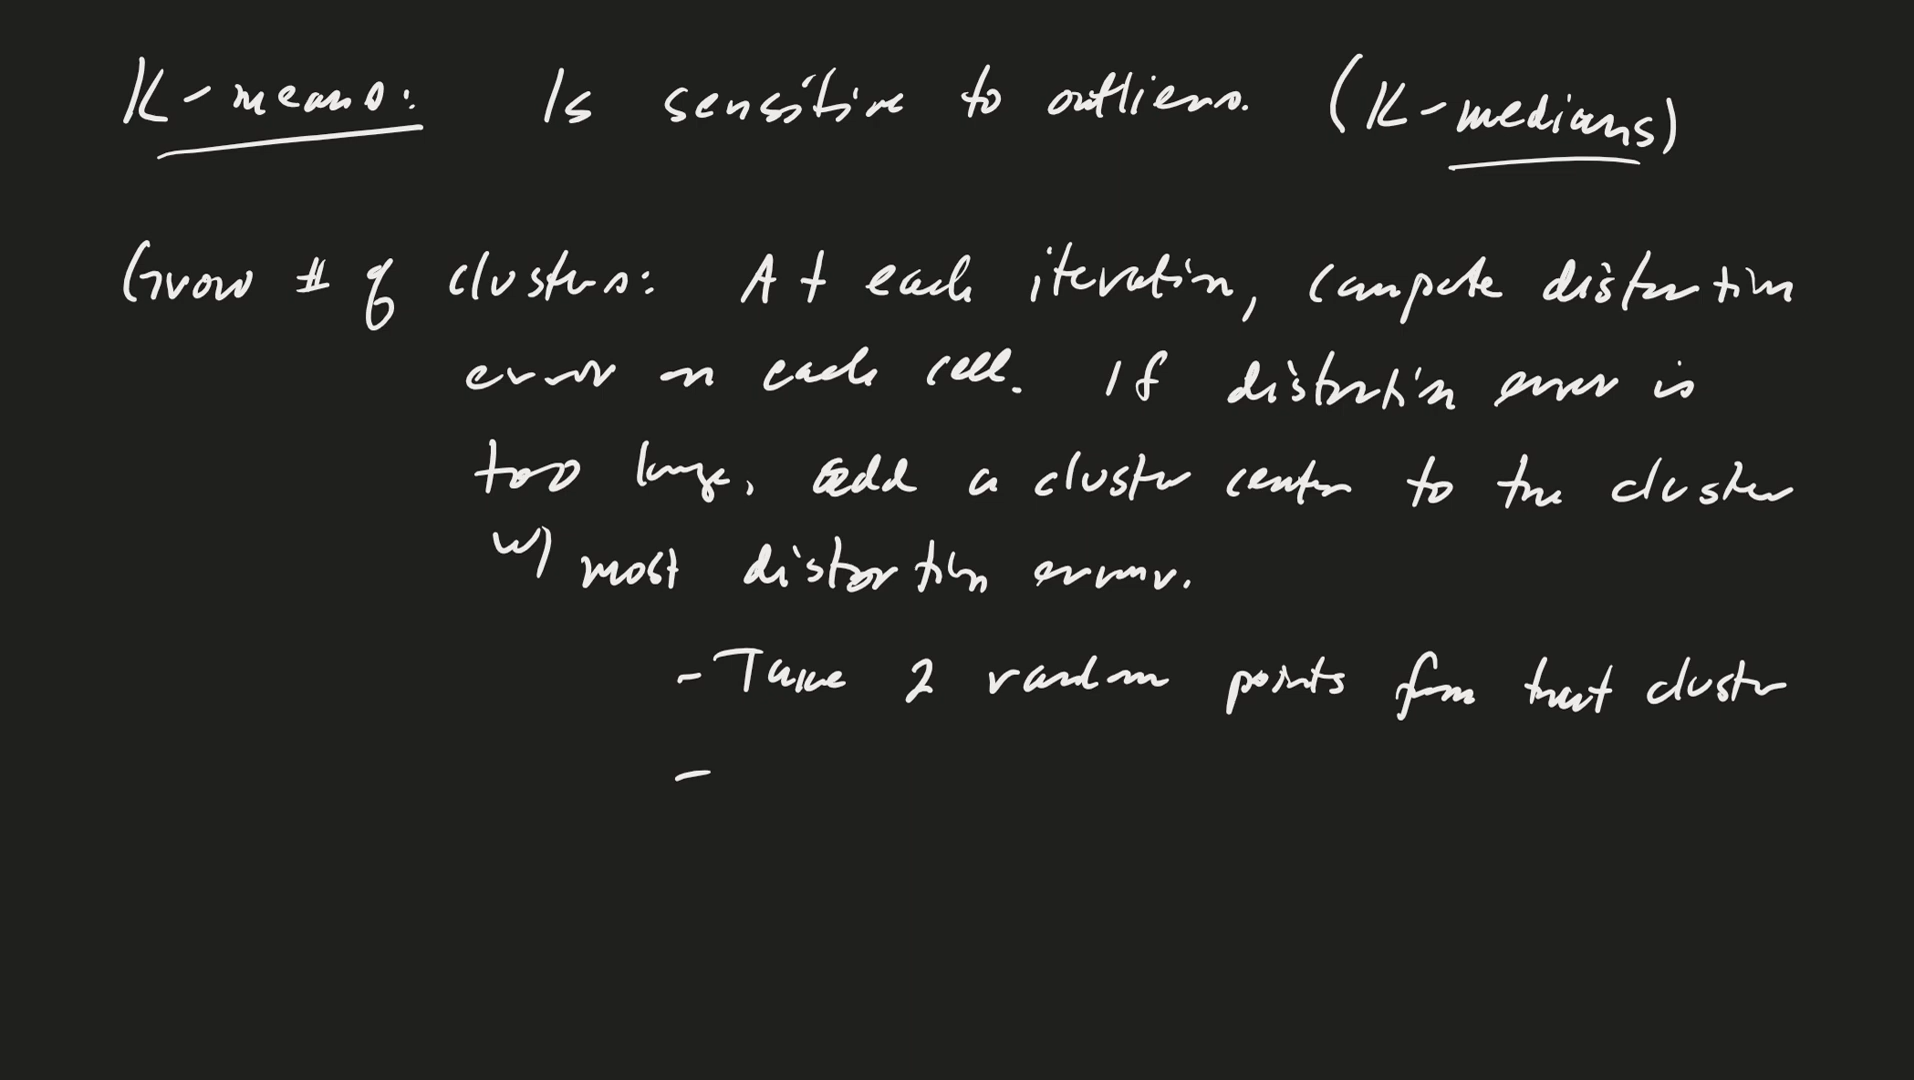 K-means: Is sensitive to outliers. (K-medians)
Grow # of clusters: At each iteration, compute distortion
error on each cell. If distortion error is
too large, add a cluster center to the cluster
w/ most distortion error.
- Take 2 random points from that cluster
-